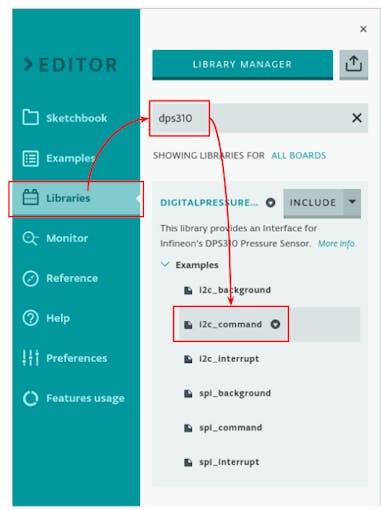 ×
>EDITOR
LIBRARY MANAGER
Sketchbook
dps310
Examples
SHOWING LIBRARIES FOR ALL BOARDS
Libraries
DIGITALPRESSURE... INCLUDE
This library provides an Interface for
Infineon's DPS310 Pressure Sensor. More info.
Monitor
Examples
Reference
i2c_background
Help
i2c_command
Preferences
i2c_interrupt
Features usage
spi_background
spi_command
spi_interrupt